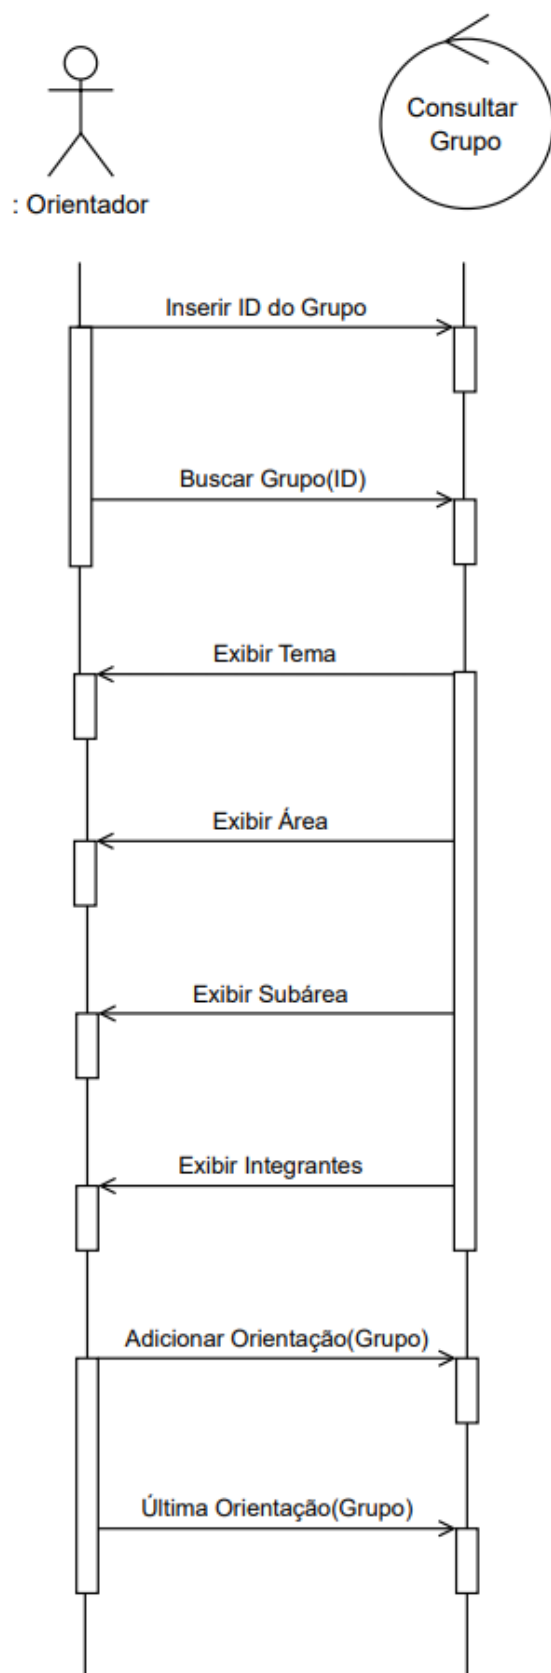 Consultar
Grupo
: Orientador
Inserir ID do Grupo
Buscar Grupo(ID)
Exibir Tema
Exibir Área
Exibir Subárea
Exibir Integrantes
Adicionar Orientação(Grupo)
Última Orientação(Grupo)